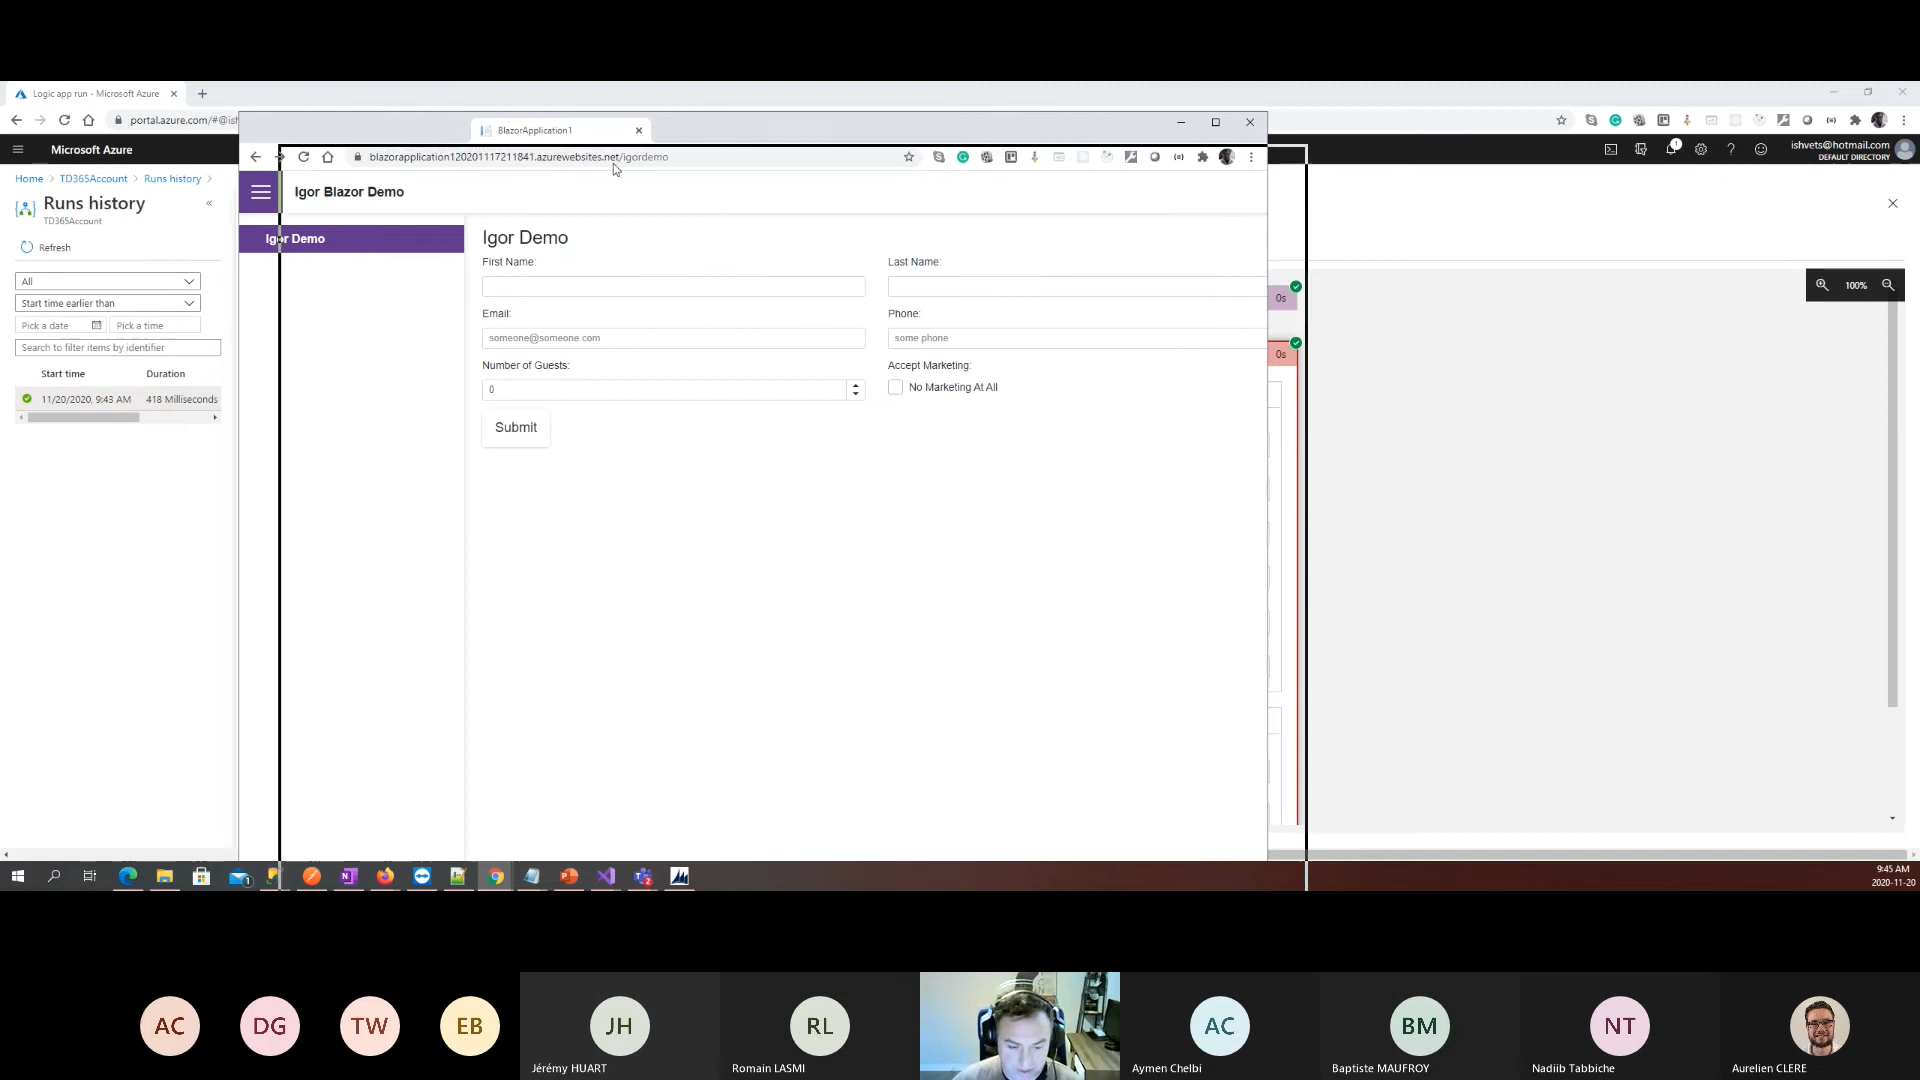 Logic app run - Microsoft Azure
portal.azure.com/#@ish
BlazorApplication1
blazorapplication120201117211841.azurewebsites.net/igordemo
Microsoft Azure
ishvets@hotmail.com
DEFAULT DIRECTORY
1
Home > TD365Account > Runs history >
Runs history
TD365Account
Refresh
All
Start time earlier than
Pick a date
Pick a time
Search to filter items by identifier
Start time
Duration
11/20/2020, 9:43 AM
418 Milliseconds
Igor Blazor Demo
Igor Demo
Igor Demo
First Name:
Last Name:
Email:
Phone:
someone@someone.com
some phone
Number of Guests:
Accept Marketing:
0
No Marketing At All
Submit
0s
0s
100%
9:45 AM
2020-11-20
AC
DG
TW
EB
JH
Jérémy HUART
RL
Romain LASMI
AC
Aymen Chelbi
BM
Baptiste MAUFROY
NT
Nadiib Tabbiche
Aurelien CLERE